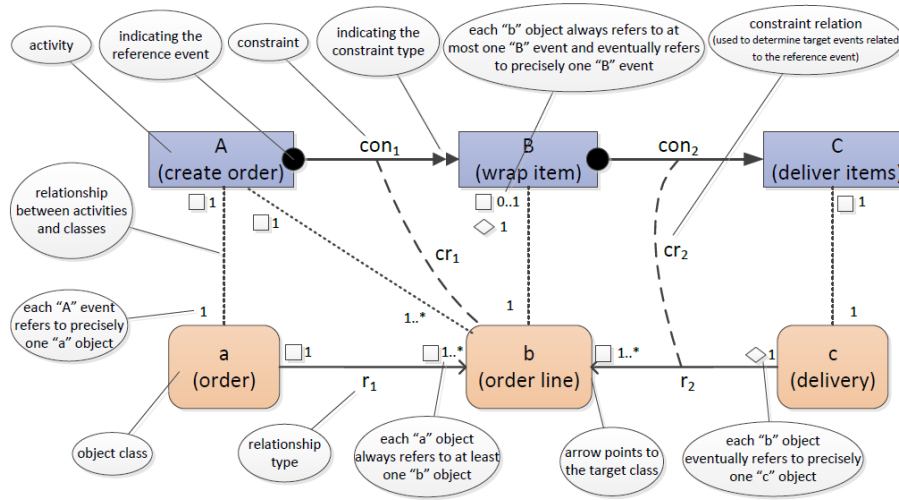 activity
indicating the
reference event
constraint
indicating the
constraint type
each “b” object always refers to at
most one “B” event and eventually refers
to precisely one “B” event
constraint relation
(used to determine target events related
to the reference event)
A
(create order)
con1
B
(wrap item)
con2
C
(deliver items)
relationship
between activities
and classes
1
1
0..1
1
1
cr1
cr2
each “A” event
refers to precisely
one “a” object
1
1..*
1
1
a
(order)
1
r1
1..*
b
(order line)
1..*
r2
1
c
(delivery)
object class
relationship
type
each “a” object
always refers to at least
one “b” object
arrow points to
the target class
each “b” object
eventually refers to precisely
one “c” object